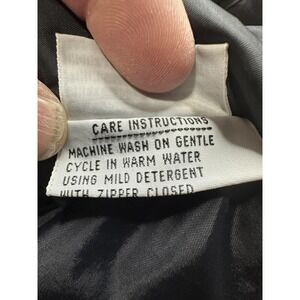 CARE INSTRUCTIONS
MACHINE WASH ON GENTLE
CYCLE IN WARM WATER
USING MILD DETERGENT
WITH ZIPPER CLOSED